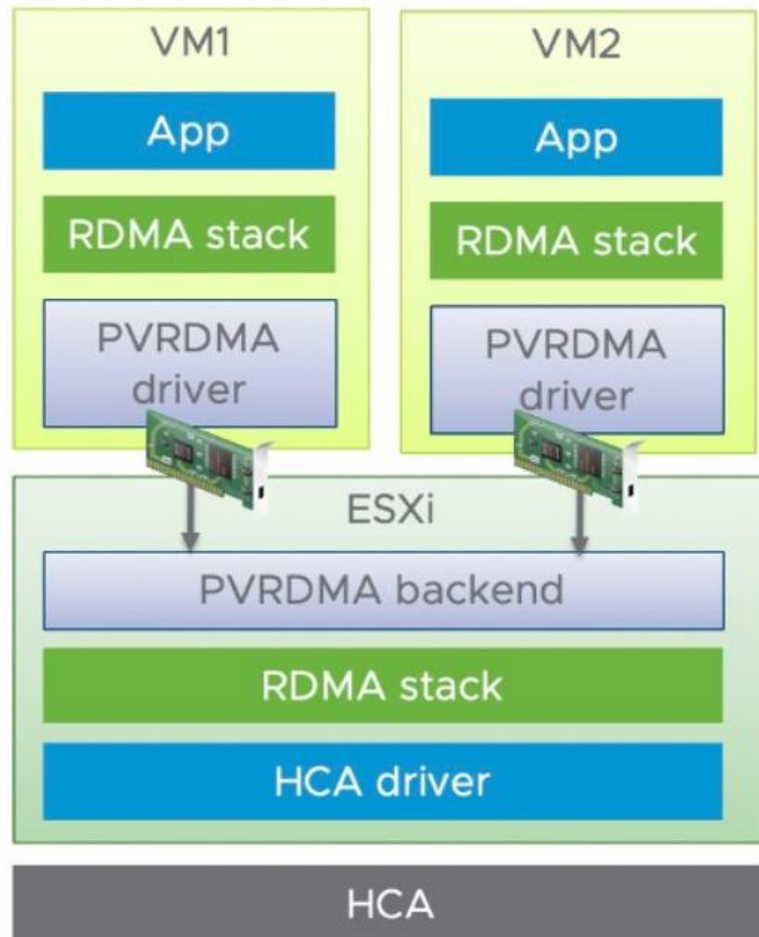 VM1
App
RDMA stack
PVRDMA
driver
VM2
App
RDMA stack
PVRDMA
driver
ESXi
PVRDMA backend
RDMA stack
HCA driver
HCA